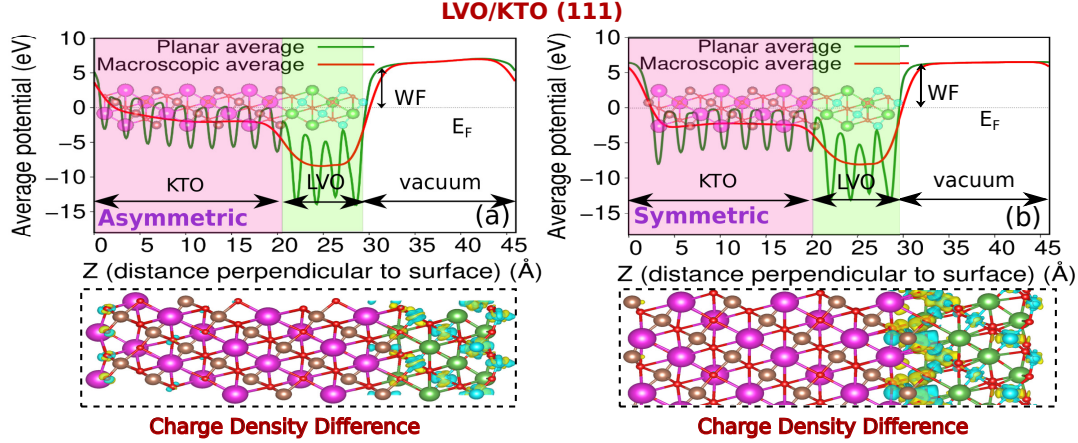 LVO/KTO (111)
10
5
0
−5
−10
−15
Average potential (eV)
Planar average
Macroscopic average
WF
E_F
KTO
LVO
vacuum
Asymmetric
(a)
0 5 10 15 20 25 30 35 40 45
Z (distance perpendicular to surface) (Å)
Charge Density Difference
10
5
0
−5
−10
−15
Average potential (eV)
Planar average
Macroscopic average
WF
E_F
KTO
LVO
vacuum
Symmetric
(b)
0 5 10 15 20 25 30 35 40 45
Z (distance perpendicular to surface) (Å)
Charge Density Difference